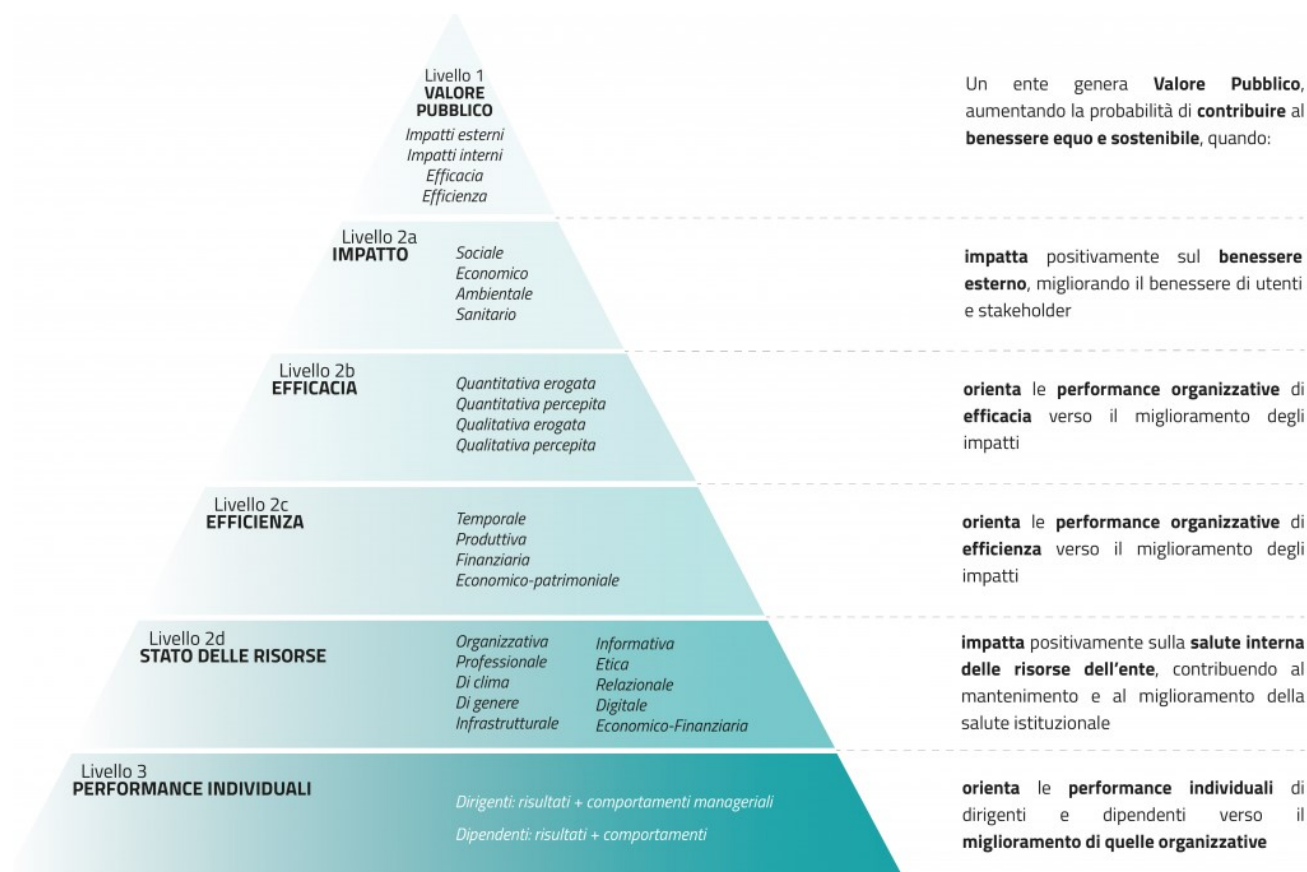 Livello 1
VALORE
PUBBLICO
Impatti esterni
Impatti interni
Efficacia
Efficienza
Un ente genera Valore Pubblico,
aumentando la probabilità di contribuire al
benessere equo e sostenibile, quando:
Livello 2a
IMPATTO
Sociale
Economico
Ambientale
Sanitario
impatta positivamente sul benessere
esterno, migliorando il benessere di utenti
e stakeholder
Livello 2b
EFFICACIA
Quantitativa erogata
Quantitativa percepita
Qualitativa erogata
Qualitativa percepita
orienta le performance organizzative di
efficacia verso il miglioramento degli
impatti
Livello 2c
EFFICIENZA
Temporale
Produttiva
Finanziaria
Economico-patrimoniale
orienta le performance organizzative di
efficienza verso il miglioramento degli
impatti
Livello 2d
STATO DELLE RISORSE
Organizzativa
Professionale
Di clima
Di genere
Infrastrutturale
Informativa
Etica
Relazionale
Digitale
Economico-Finanziaria
impatta positivamente sulla salute interna
delle risorse dell'ente, contribuendo al
mantenimento e al miglioramento della
salute istituzionale
Livello 3
PERFORMANCE INDIVIDUALI
Dirigenti: risultati + comportamenti manageriali
Dipendenti: risultati + comportamenti
orienta le performance individuali di
dirigenti e dipendenti verso il
miglioramento di quelle organizzative